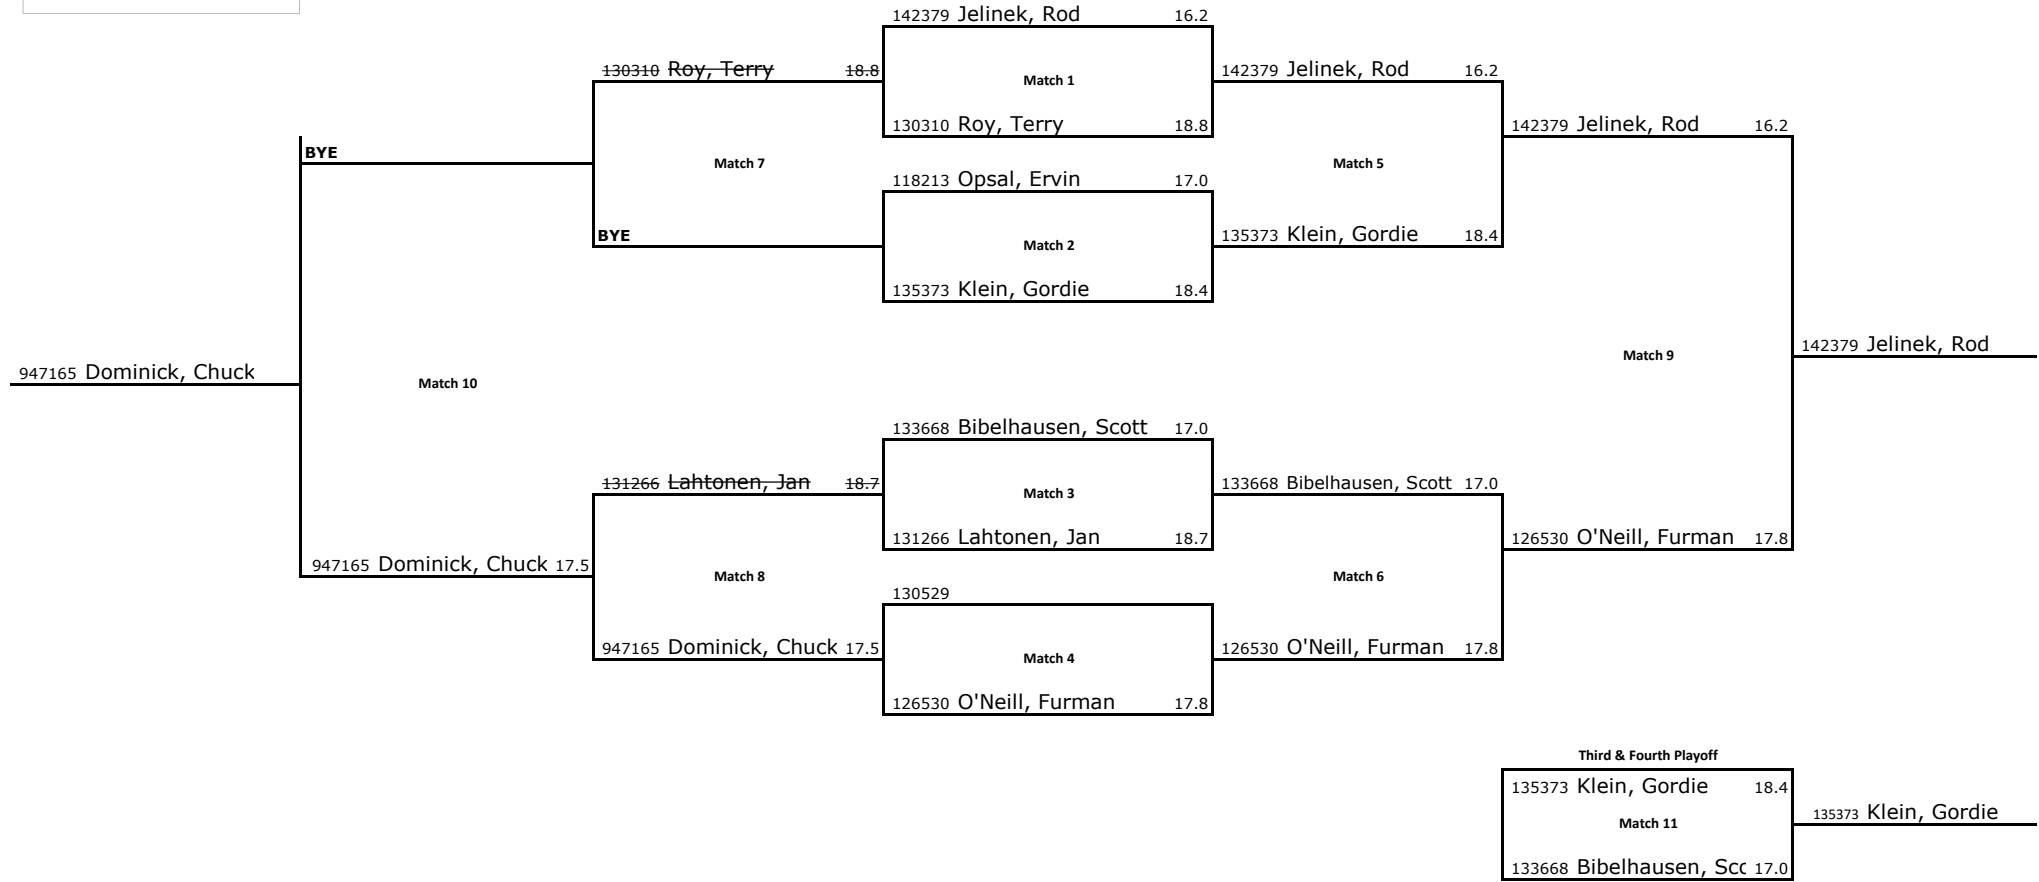 142379 Jelinek, Rod 16.2
130310 Roy, Terry 18.8
Match 1
142379 Jelinek, Rod 16.2
130310 Roy, Terry 18.8
142379 Jelinek, Rod 16.2
BYE
Match 7
118213 Opsal, Ervin 17.0
Match 5
BYE
Match 2
135373 Klein, Gordie 18.4
135373 Klein, Gordie 18.4
947165 Dominick, Chuck
Match 10
Match 9
142379 Jelinek, Rod
133668 Bibelhausen, Scott 17.0
131266 Lahtonen, Jan 18.7
Match 3
133668 Bibelhausen, Scott 17.0
131266 Lahtonen, Jan 18.7
126530 O'Neill, Furman 17.8
947165 Dominick, Chuck 17.5
Match 8
130529
Match 6
947165 Dominick, Chuck 17.5
Match 4
126530 O'Neill, Furman 17.8
126530 O'Neill, Furman 17.8
Third & Fourth Playoff
135373 Klein, Gordie 18.4
Match 11
135373 Klein, Gordie
133668 Bibelhausen, Scc 17.0